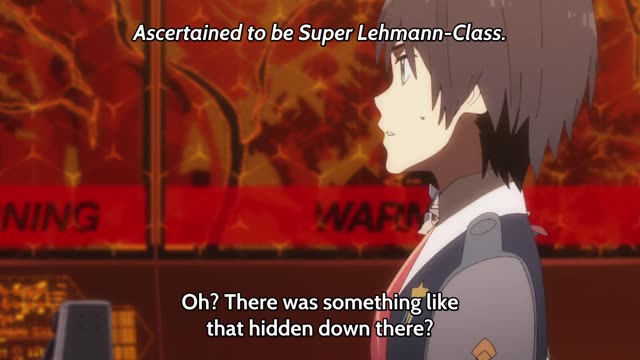 Ascertained to be Super Lehmann-Class.
NING WARN
Oh? There was something like
that hidden down there?